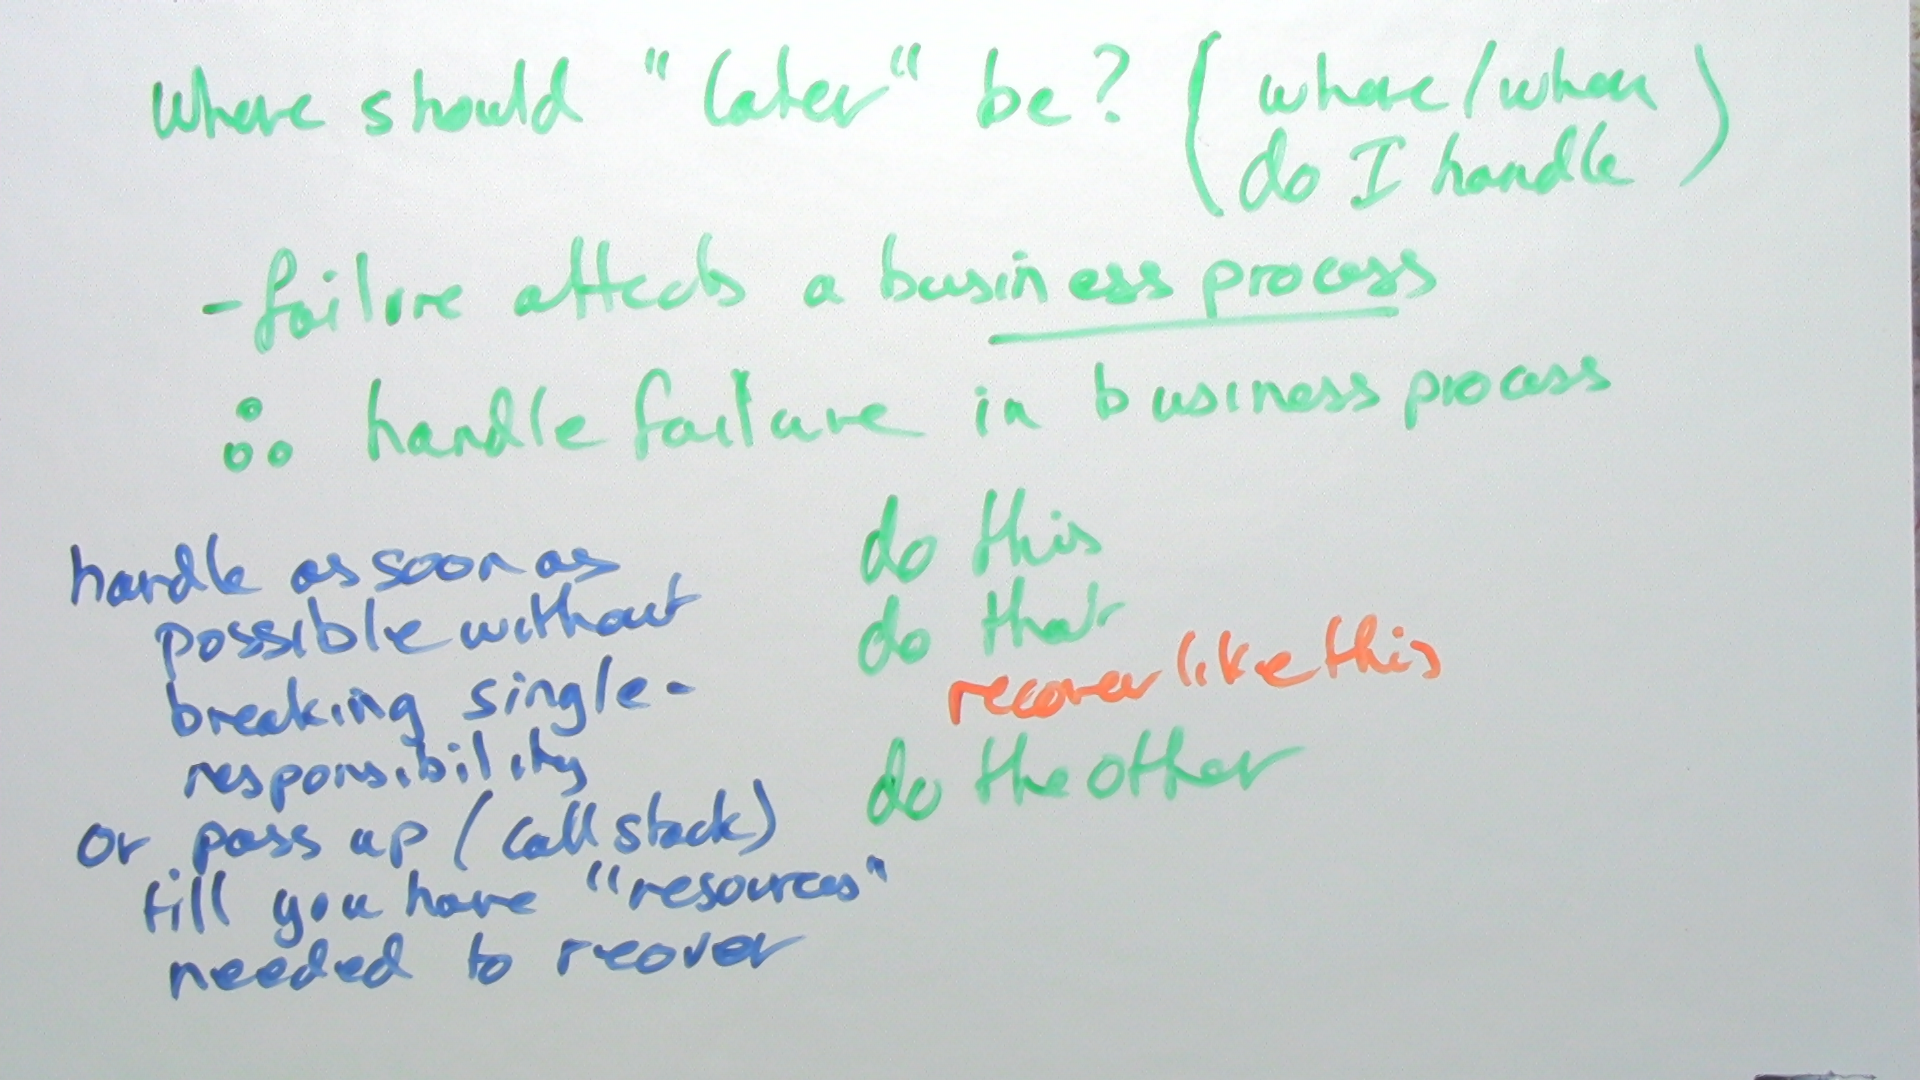 Where should "later" be? (where/when
do I handle)
- failure affects a business process
∴ handle failure in business process
handle as soon as
possible without
breaking single-
responsibility
or pass up (call stack)
till you have "resources"
needed to reover
do this
do that
recover like this
do the other